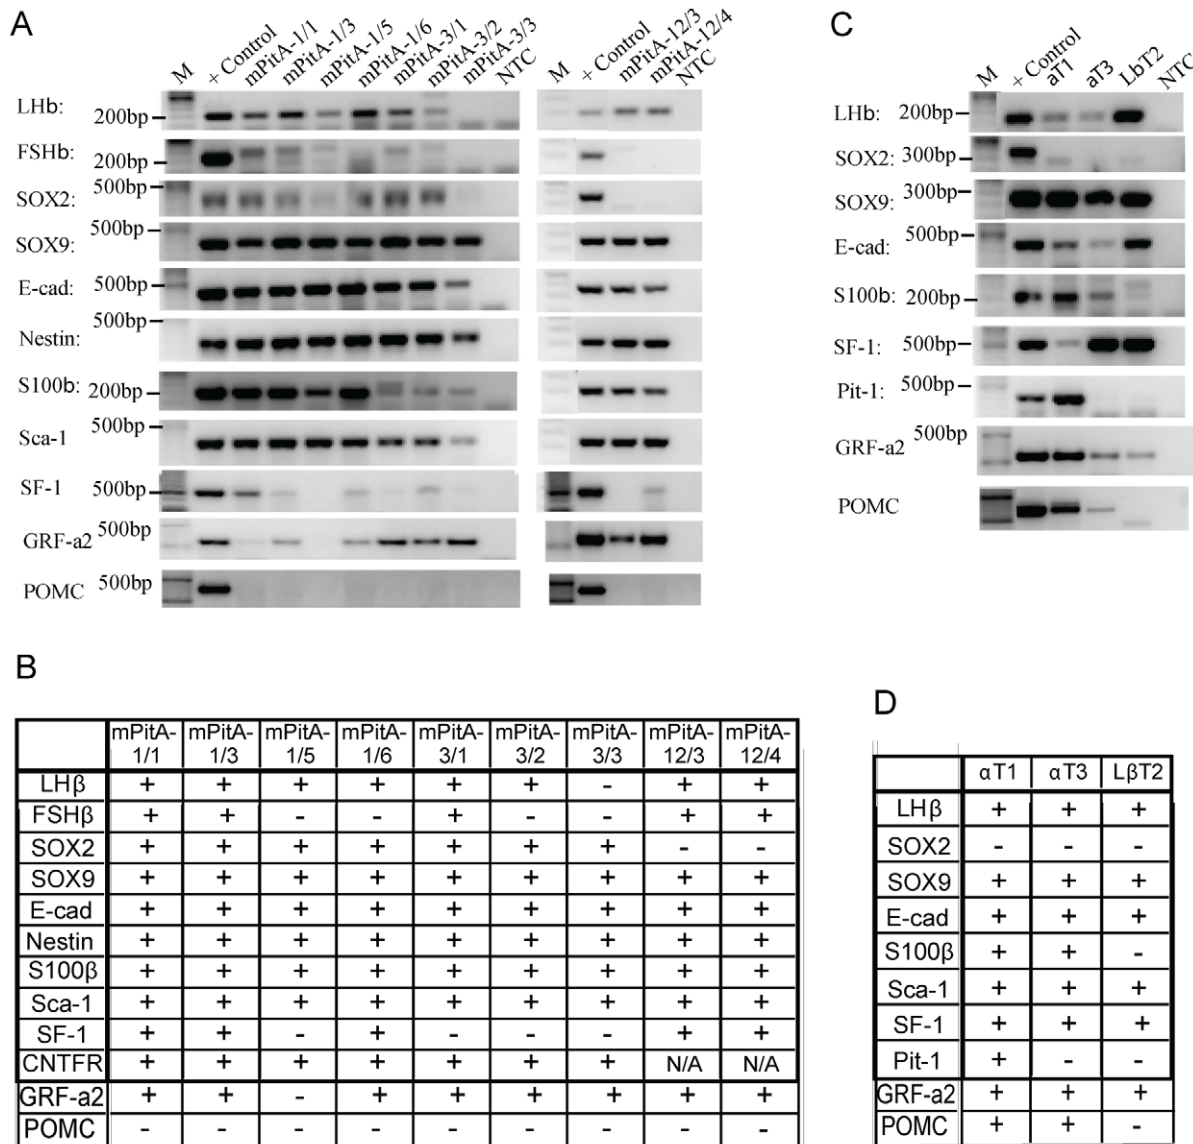 A
M + Control mPitA-1/1 mPitA-1/3 mPitA-1/5 mPitA-1/6 mPitA-3/1 mPitA-3/2 mPitA-3/3 NTC M + Control mPitA-12/3 mPitA-12/4 NTC
LHb: 200bp
FSHb: 200bp
SOX2: 500bp
SOX9: 500bp
E-cad: 500bp
Nestin: 500bp
S100b: 200bp
Sca-1 500bp
SF-1 500bp
GRF-a2 500bp
POMC 500bp
C
M + Control aT1 aT3 LbT2 NTC
LHb: 200bp
SOX2: 300bp
SOX9: 300bp
E-cad: 500bp
S100b: 200bp
SF-1: 500bp
Pit-1: 500bp
GRF-a2 500bp
POMC
B
mPitA-1/1 mPitA-1/3 mPitA-1/5 mPitA-1/6 mPitA-3/1 mPitA-3/2 mPitA-3/3 mPitA-12/3 mPitA-12/4
LHβ + + + + + + - + +
FSHβ + + - - + - - + +
SOX2 + + + + + + + - -
SOX9 + + + + + + + + +
E-cad + + + + + + + + +
Nestin + + + + + + + + +
S100β + + + + + + + + +
Sca-1 + + + + + + + + +
SF-1 + + - + - - - + +
CNTFR + + + + + + + N/A N/A
GRF-a2 + + - + + + + + +
POMC - - - - - - - - -
D
αT1 αT3 LβT2
LHβ + + +
SOX2 - - -
SOX9 + + +
E-cad + + +
S100β + + -
Sca-1 + + +
SF-1 + + +
Pit-1 + - -
GRF-a2 + + +
POMC + + -